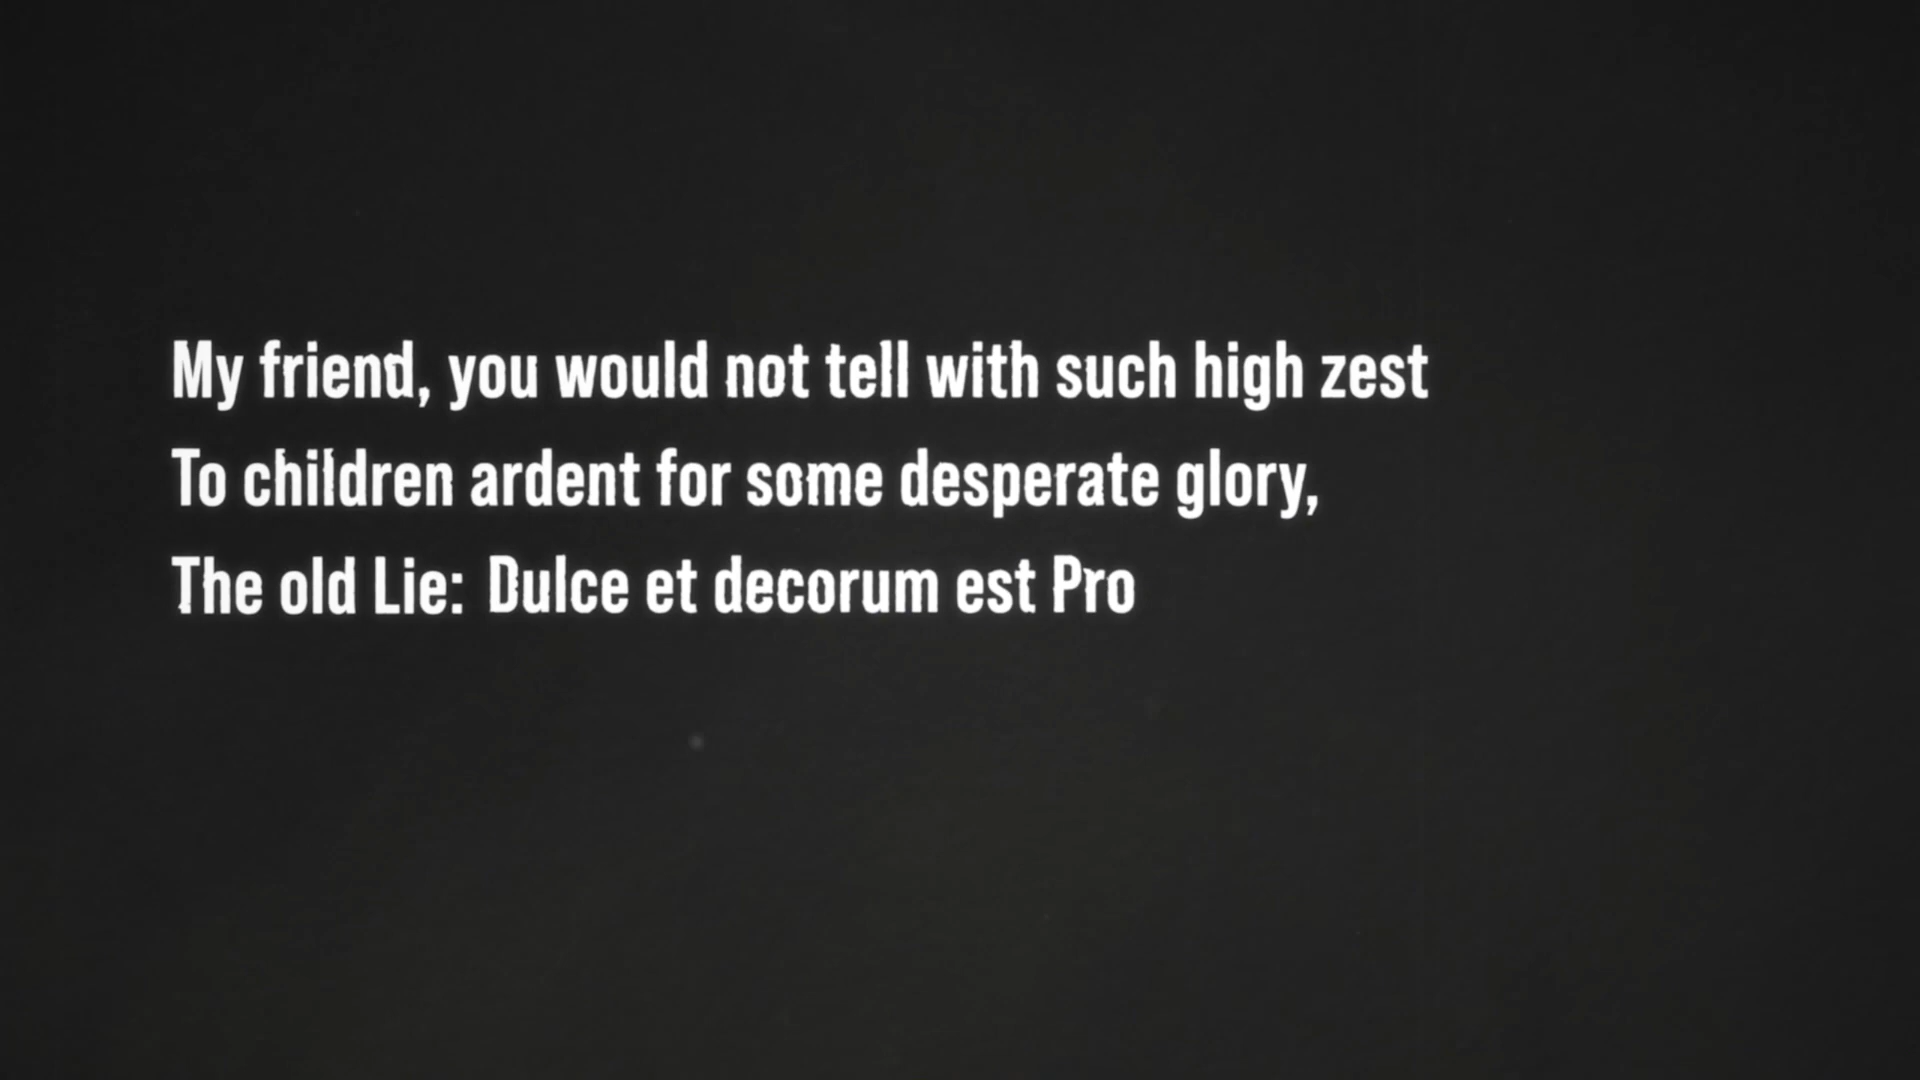 My friend, you would not tell with such high zest
To children ardent for some desperate glory,
The old Lie: Dulce et decorum est Pro